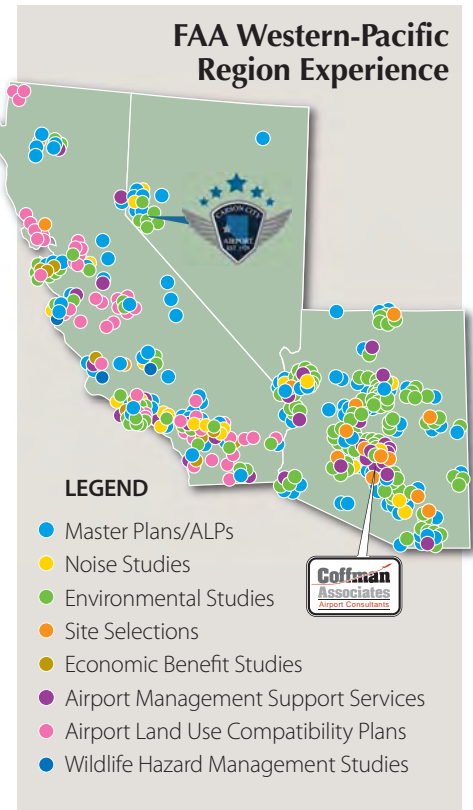 FAA Western-Pacific
Region Experience
CARSON CITY
AIRPORT
EST. 1928
LEGEND
Master Plans/ALPs
Noise Studies
Environmental Studies
Site Selections
Economic Benefit Studies
Airport Management Support Services
Airport Land Use Compatibility Plans
Wildlife Hazard Management Studies
Coffman
Associates
Airport Consultants